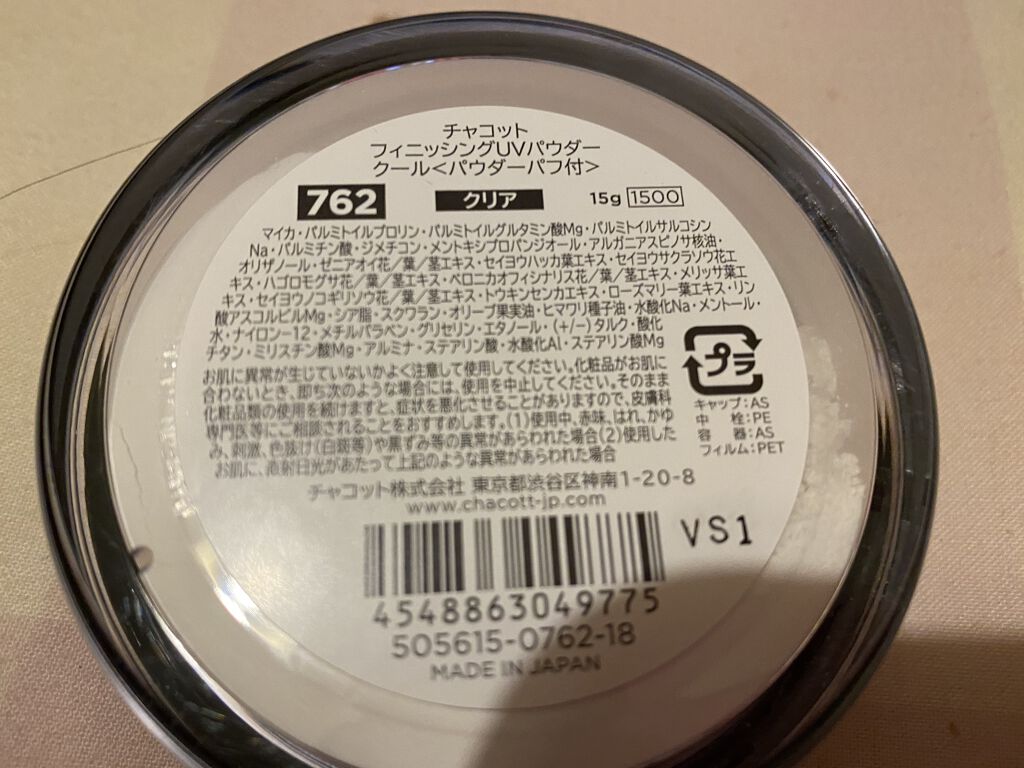 チャコット
フィニッシングUVパウダー
クール<パウダーパフ付>
762 クリア 15g 1500
マイカ・パルミトイルプロリン・パルミトイルグルタミン酸Mg・パルミトイルサルコシン
Na・パルミチン酸・ジメチコン・メントキシプロパンジオール・アルガニアスピノサ核油・
オリザノール・ゼニアオイ花/葉/茎エキス・セイヨウハッカ葉エキス・セイヨウサクラソウ花エ
キス・ハゴロモグサ花/葉/茎エキス・ベロニカオフィシナリス花/葉/茎エキス・メリッサ葉エ
キス・セイヨウノコギリソウ花/葉/茎エキス・トウキンセンカエキス・ローズマリー葉エキス・リン
酸アスコルビルMg・シア脂・スクワラン・オリーブ果実油・ヒマワリ種子油・水酸化Na・メントール・
水・ナイロン-12・メチルパラベン・グリセリン・エタノール・(+/-)タルク・酸化
チタン・ミリスチン酸Mg・アルミナ・ステアリン酸・水酸化Al・ステアリン酸Mg
お肌に異常が生じていないかよく注意して使用してください。化粧品がお肌に
合わないとき、即ち次のような場合には、使用を中止してください。そのまま
化粧品類の使用を続けますと、症状を悪化させることがありますので、皮膚科
専門医等にご相談されることをおすすめします。(1)使用中、赤味、はれ、かゆ
み、刺激、色抜け(白斑等)や黒ずみ等の異常があらわれた場合(2)使用した
お肌に、直射日光があたって上記のような異常があらわれた場合
プラ
キャップ:AS
中栓:PE
容器:AS
フィルム:PET
チャコット株式会社 東京都渋谷区神南1-20-8
www.chacott-jp.com
VS1
4548863049775
505615-0762-18
MADE IN JAPAN